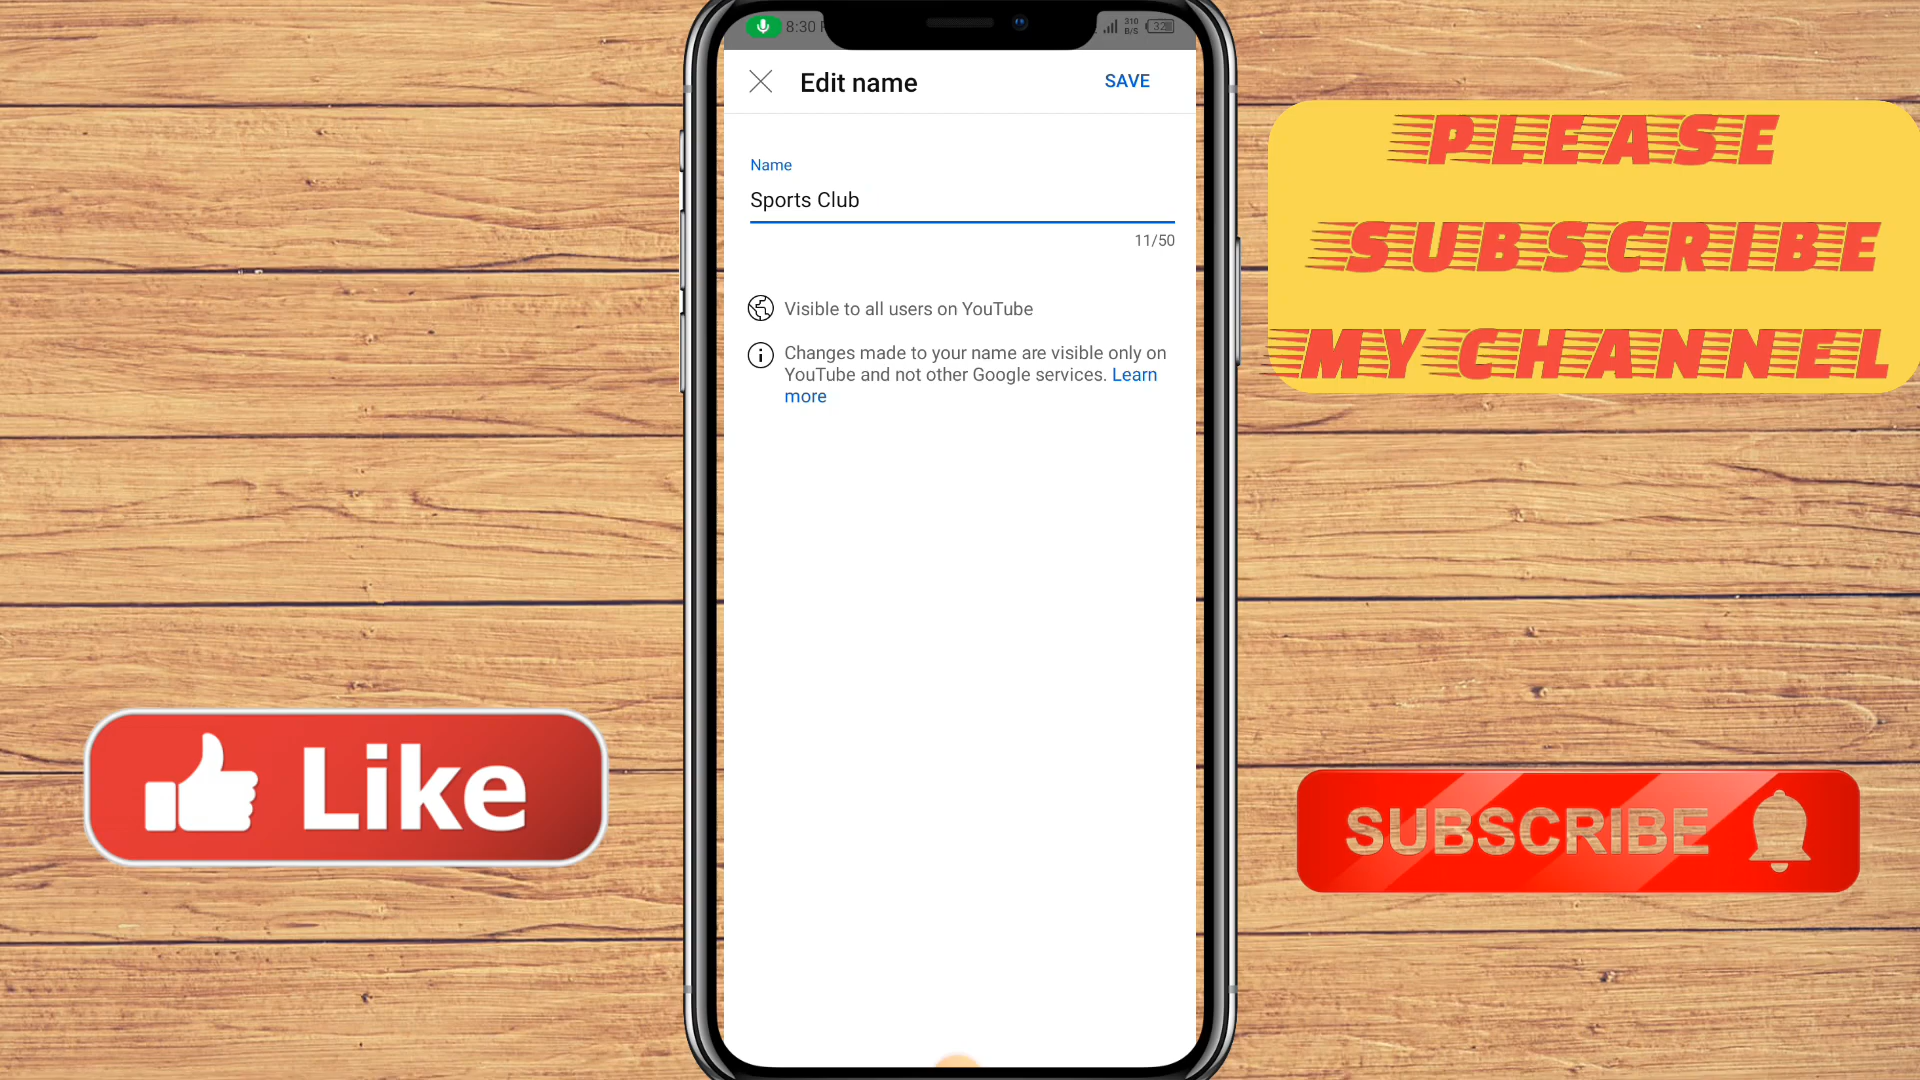 8:30
310
B/S
32
Edit name
SAVE
Name
Sports Club
11/50
Visible to all users on YouTube
Changes made to your name are visible only on
YouTube and not other Google services. Learn
more
PLEASE
SUBSCRIBE
MY CHANNEL
Like
SUBSCRIBE